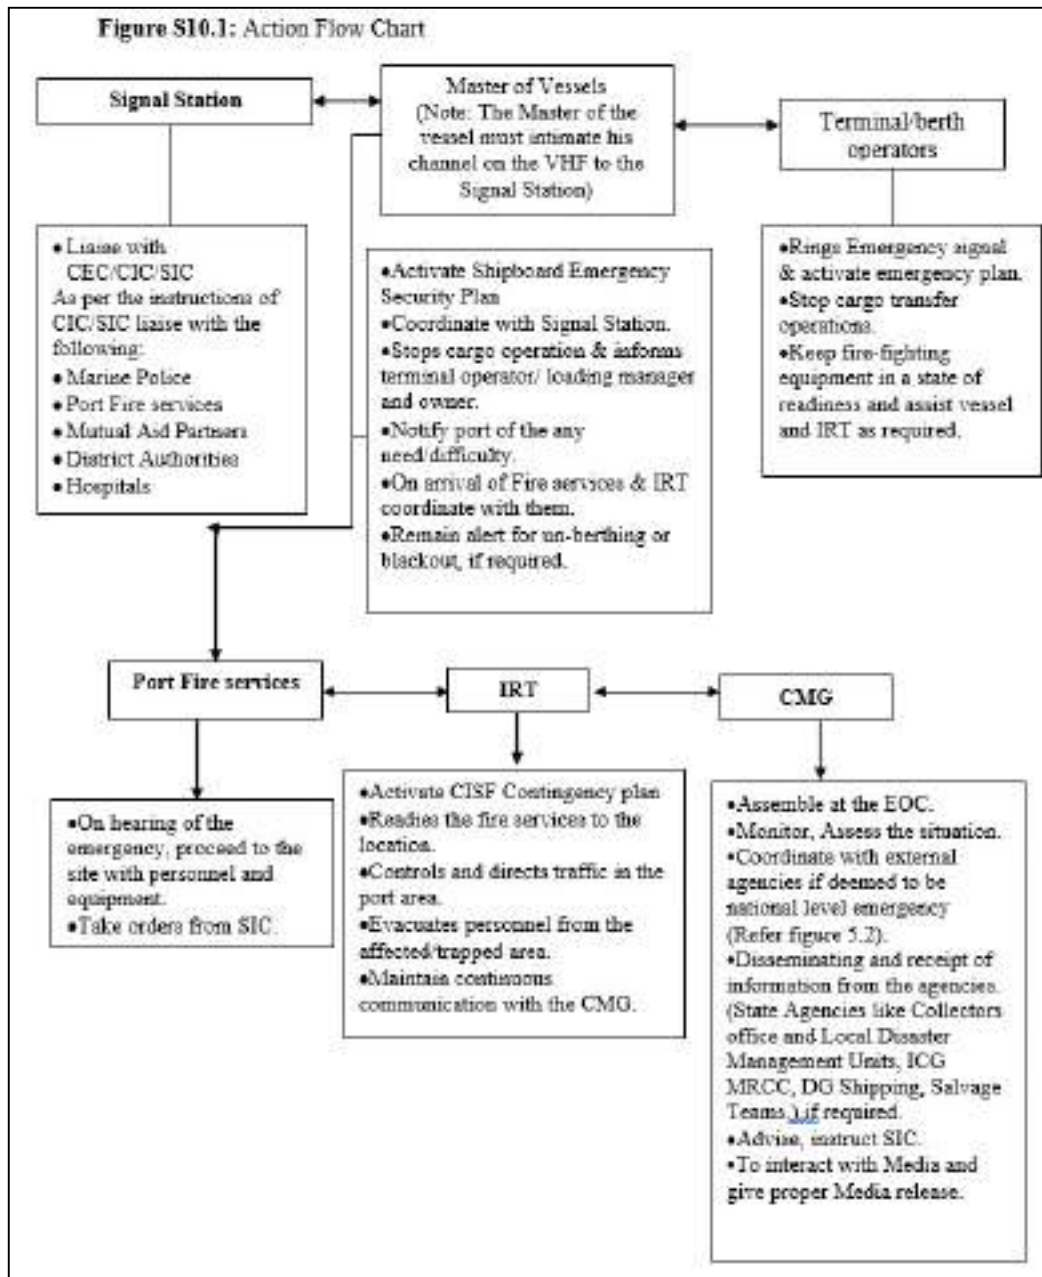 Figure S10.1: Action Flow Chart
Signal Station
Master of Vessels
(Note: The Master of the
vessel must intimate his
channel on the VHF to the
Signal Station)
Terminal/berth
operators
●Liaise with
CEC/CIC/SIC
As per the instructions of
CIC/SIC liaise with the
following:
●Marine Police
●Port Fire services
●Mutual Aid Partners
●District Authorities
●Hospitals
●Activate Shipboard Emergency
Security Plan
●Coordinate with Signal Station.
●Stops cargo operation & informs
terminal operator/ loading manager
and owner.
●Notify port of the any
need/difficulty.
●On arrival of Fire services & IRT
coordinate with them.
●Remain alert for un-berthing or
blackout, if required.
●Rings Emergency signal
& activate emergency plan.
●Stop cargo transfer
operations.
●Keep fire-fighting
equipment in a state of
readiness and assist vessel
and IRT as required.
Port Fire services
IRT
CMG
●On hearing of the
emergency, proceed to the
site with personnel and
equipment.
●Take orders from SIC.
●Activate CISF Contingency plan
●Readies the fire services to the
location.
●Controls and directs traffic in the
port area.
●Evacuates personnel from the
affected/trapped area.
●Maintain continuous
communication with the CMG.
●Assemble at the EOC.
●Monitor, Assess the situation.
●Coordinate with external
agencies if deemed to be
national level emergency
(Refer figure 5.2).
●Disseminating and receipt of
information from the agencies.
(State Agencies like Collectors
office and Local Disaster
Management Units, ICG
MRCC, DG Shipping, Salvage
Teams.) if required.
●Advise, instruct SIC.
●To interact with Media and
give proper Media release.